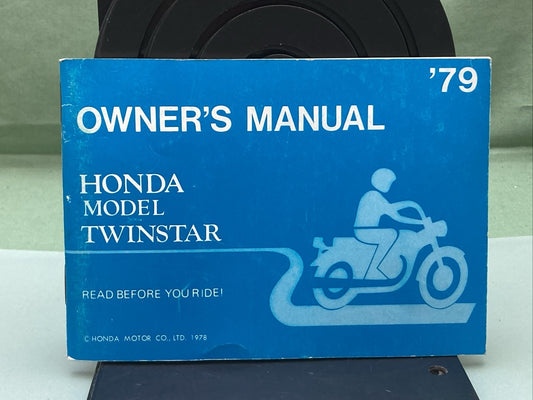 '79
OWNER'S MANUAL
HONDA
MODEL
TWINSTAR
READ BEFORE YOU RIDE!
© HONDA MOTOR CO., LTD. 1978